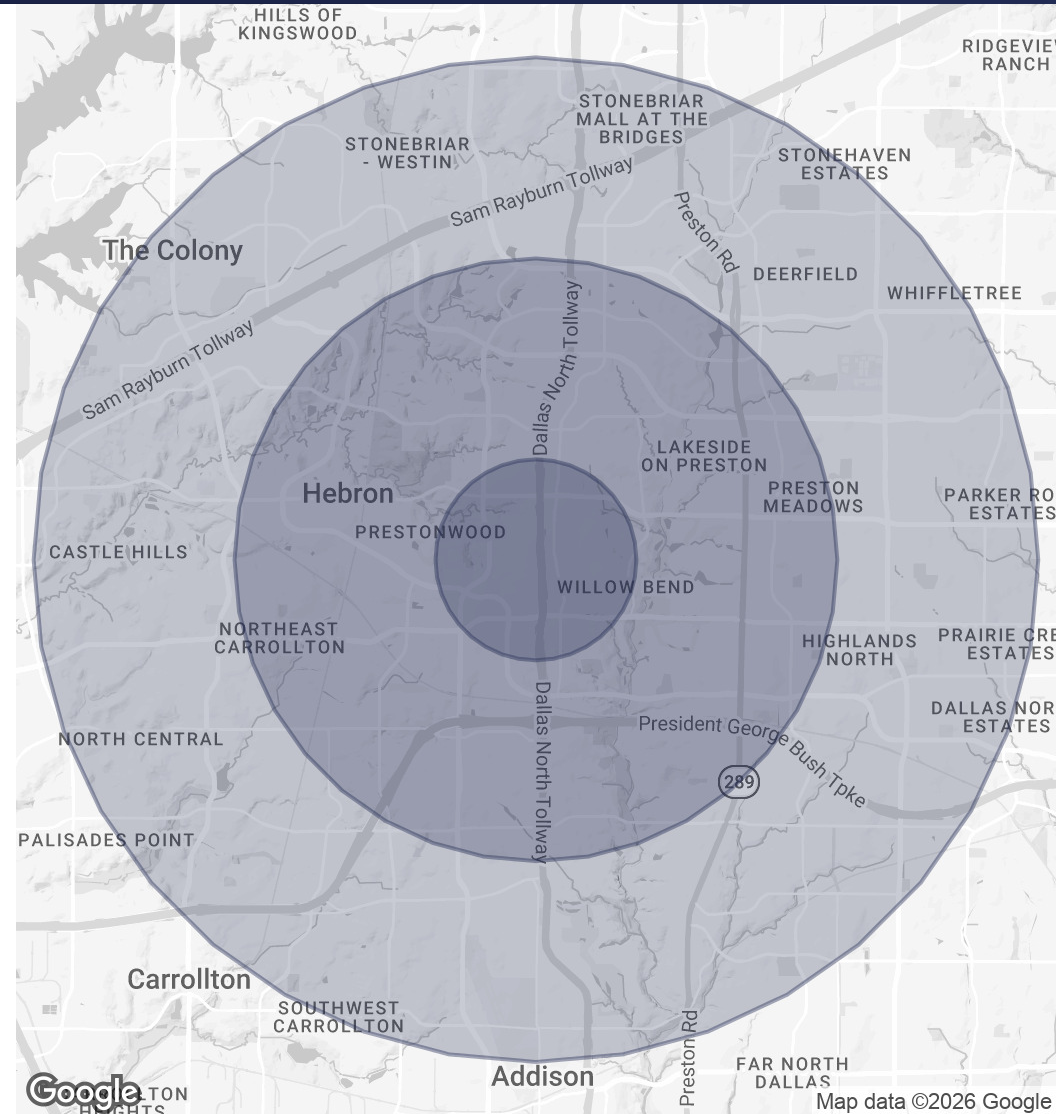 HILLS OF
KINGSWOOD
RIDGEVIEW
RANCH
STONEBRIAR
MALL AT THE
BRIDGES
STONEBRIAR
- WESTIN
STONEHAVEN
ESTATES
Sam Rayburn Tollway
Preston Rd
The Colony
DEERFIELD
WHIFFLETREE
Sam Rayburn Tollway
Dallas North Tollway
LAKESIDE
ON PRESTON
Hebron
PRESTON
MEADOWS
PARKER RO
ESTATES
PRESTONWOOD
CASTLE HILLS
WILLOW BEND
NORTHEAST
CARROLLTON
HIGHLANDS
NORTH
PRAIRIE CRE
ESTATES
DALLAS NOR
ESTATES
President George Bush Tpke
NORTH CENTRAL
Dallas North Tollway
289
PALISADES POINT
Carrollton
SOUTHWEST
CARROLLTON
Preston Rd
Addison
FAR NORTH
DALLAS
Google
LTON
HEIGHTS
Map data ©2026 Google